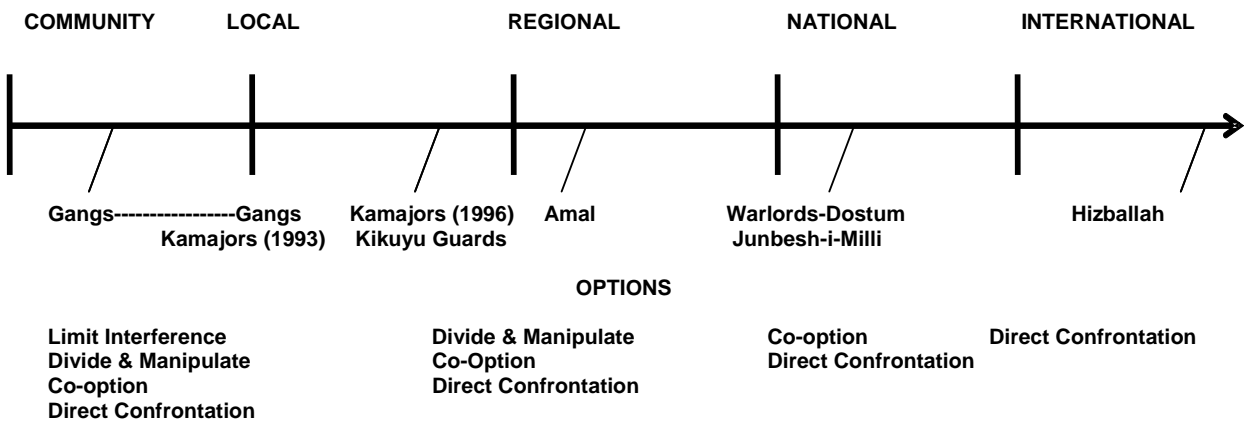 COMMUNITY LOCAL REGIONAL NATIONAL INTERNATIONAL
Gangs-----------------Gangs Kamajors (1996) Amal Warlords-Dostum Hizballah
Kamajors (1993) Kikuyu Guards Junbesh-i-Milli
OPTIONS
Limit Interference Divide & Manipulate Co-option Direct Confrontation
Divide & Manipulate Co-Option Direct Confrontation
Co-option Direct Confrontation
Direct Confrontation